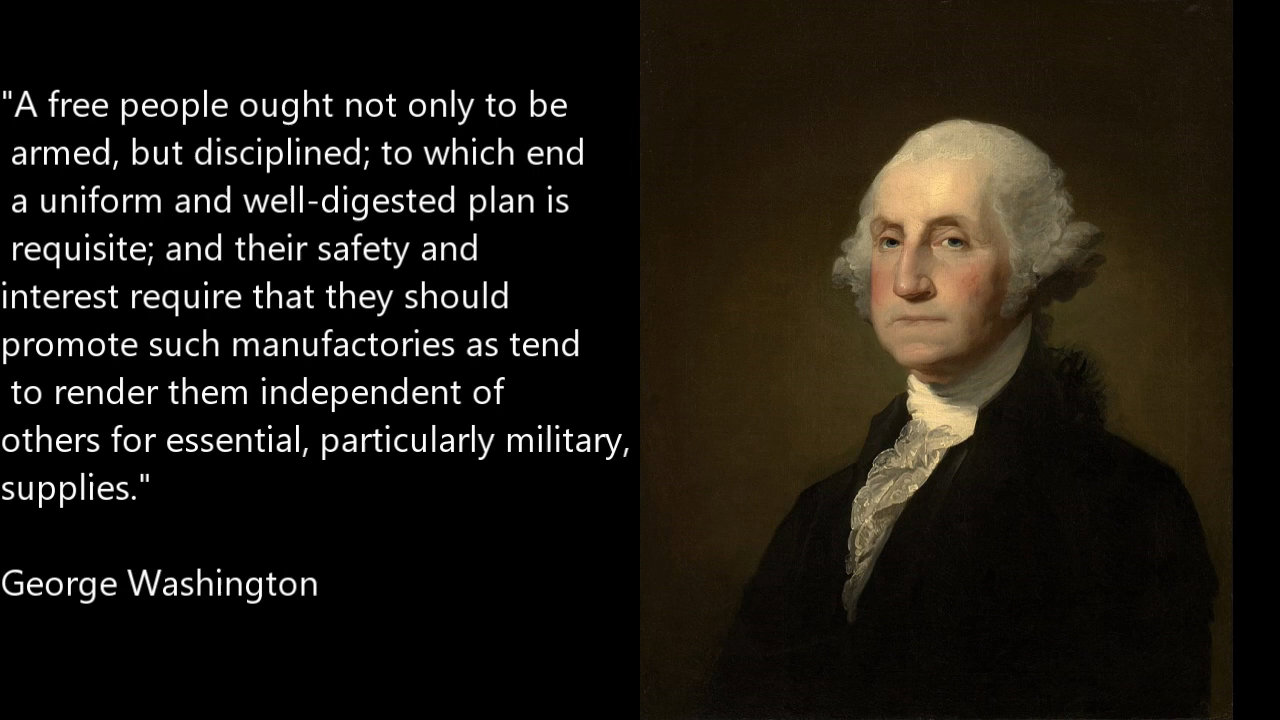 "A free people ought not only to be
armed, but disciplined; to which end
a uniform and well-digested plan is
requisite; and their safety and
interest require that they should
promote such manufactories as tend
to render them independent of
others for essential, particularly military,
supplies."
George Washington